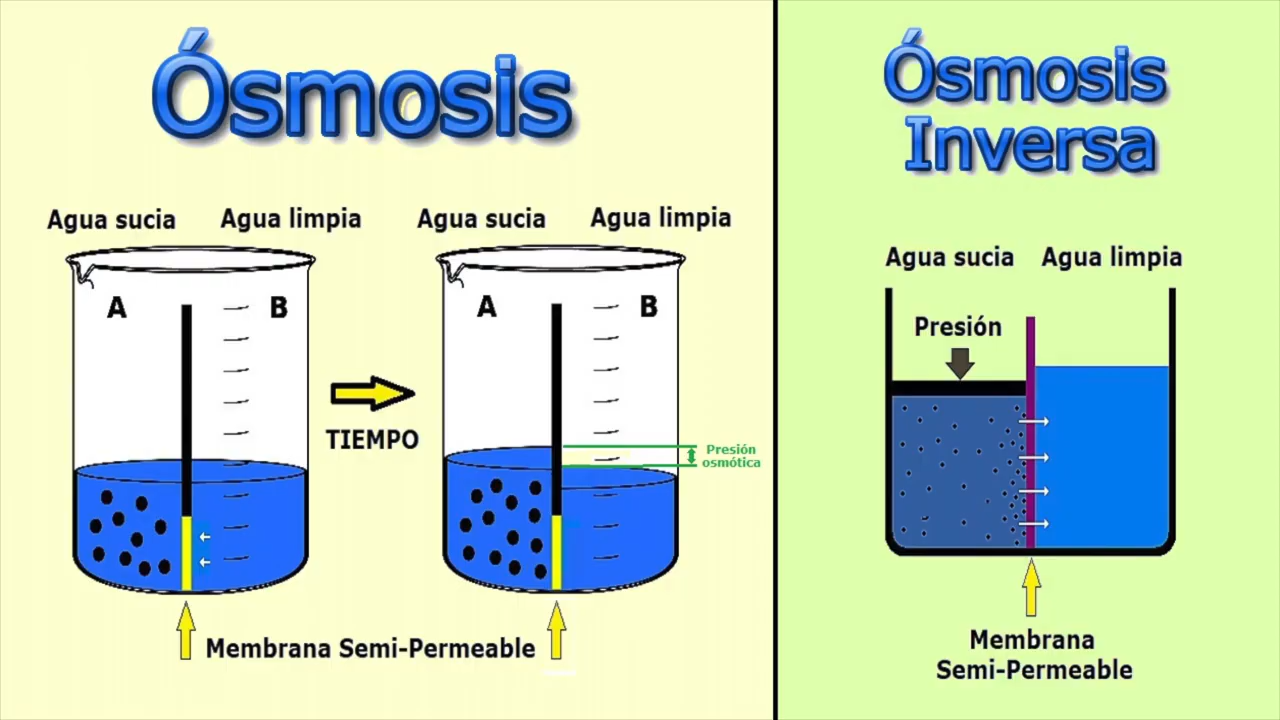 Ósmosis
Agua sucia Agua limpia
A B
TIEMPO
Agua sucia Agua limpia
A B
Presión
osmótica
Membrana Semi-Permeable
Ósmosis
Inversa
Agua sucia Agua limpia
Presión
Membrana
Semi-Permeable